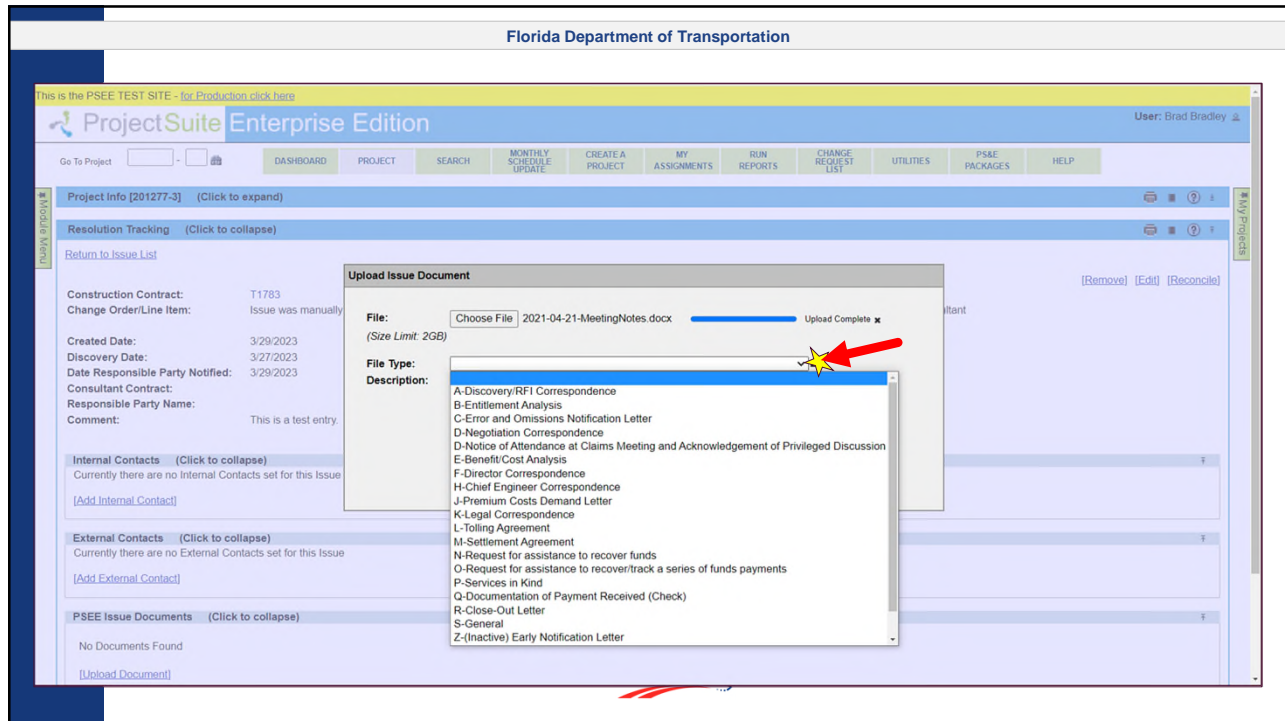 Florida Department of Transportation
This is the PSEE TEST SITE - for Production click here
ProjectSuite Enterprise Edition
User: Brad Bradley
Go To Project - DASHBOARD PROJECT SEARCH MONTHLY SCHEDULE UPDATE CREATE A PROJECT MY ASSIGNMENTS RUN REPORTS CHANGE REQUEST LIST UTILITIES PS&E PACKAGES HELP
Module Menu
My Projects
Project Info [201277-3] (Click to expand)
Resolution Tracking (Click to collapse)
Return to Issue List
[Remove] [Edit] [Reconcile]
Construction Contract: T1783
Change Order/Line Item: Issue was manually
Created Date: 3/29/2023
Discovery Date: 3/27/2023
Date Responsible Party Notified: 3/29/2023
Consultant Contract:
Responsible Party Name:
Comment: This is a test entry.
Internal Contacts (Click to collapse)
Currently there are no Internal Contacts set for this Issue
[Add Internal Contact]
External Contacts (Click to collapse)
Currently there are no External Contacts set for this Issue
[Add External Contact]
PSEE Issue Documents (Click to collapse)
No Documents Found
[Upload Document]
Upload Issue Document
File: Choose File 2021-04-21-MeetingNotes.docx Upload Complete x
(Size Limit: 2GB)
File Type:
Description:
A-Discovery/RFI Correspondence
B-Entitlement Analysis
C-Error and Omissions Notification Letter
D-Negotiation Correspondence
D-Notice of Attendance at Claims Meeting and Acknowledgement of Privileged Discussion
E-Benefit/Cost Analysis
F-Director Correspondence
H-Chief Engineer Correspondence
J-Premium Costs Demand Letter
K-Legal Correspondence
L-Tolling Agreement
M-Settlement Agreement
N-Request for assistance to recover funds
O-Request for assistance to recover/track a series of funds payments
P-Services in Kind
Q-Documentation of Payment Received (Check)
R-Close-Out Letter
S-General
Z-(Inactive) Early Notification Letter